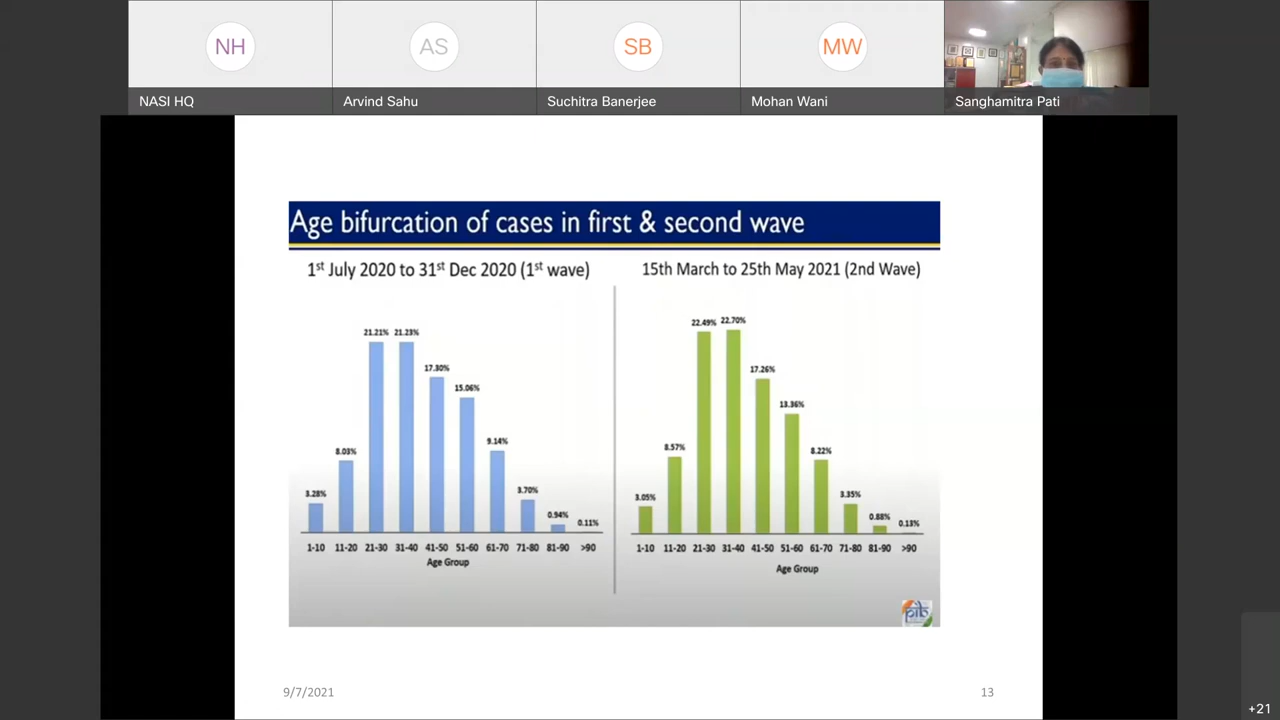 NH
AS
SB
MW
NASI HQ
Arvind Sahu
Suchitra Banerjee
Mohan Wani
Sanghamitra Pati
Age bifurcation of cases in first & second wave
1st July 2020 to 31st Dec 2020 (1st wave)
3.28%
8.03%
21.21%
21.23%
17.30%
15.06%
9.14%
3.70%
0.94%
0.11%
1-10 11-20 21-30 31-40 41-50 51-60 61-70 71-80 81-90 >90
Age Group
15th March to 25th May 2021 (2nd Wave)
3.05%
8.57%
22.49%
22.70%
17.26%
13.36%
8.22%
3.35%
0.88%
0.13%
1-10 11-20 21-30 31-40 41-50 51-60 61-70 71-80 81-90 >90
Age Group
pib
9/7/2021
13
+21